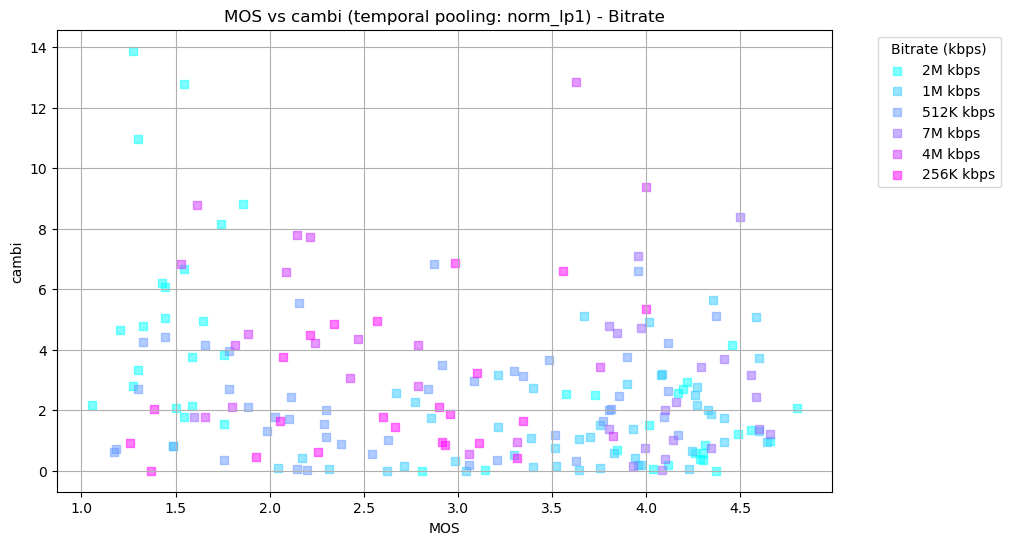 MOS vs cambi (temporal pooling: norm_lp1) - Bitrate
cambi
14
12
10
8
6
4
2
0
1.0 1.5 2.0 2.5 3.0 3.5 4.0 4.5
MOS
Bitrate (kbps)
2M kbps
1M kbps
512K kbps
7M kbps
4M kbps
256K kbps